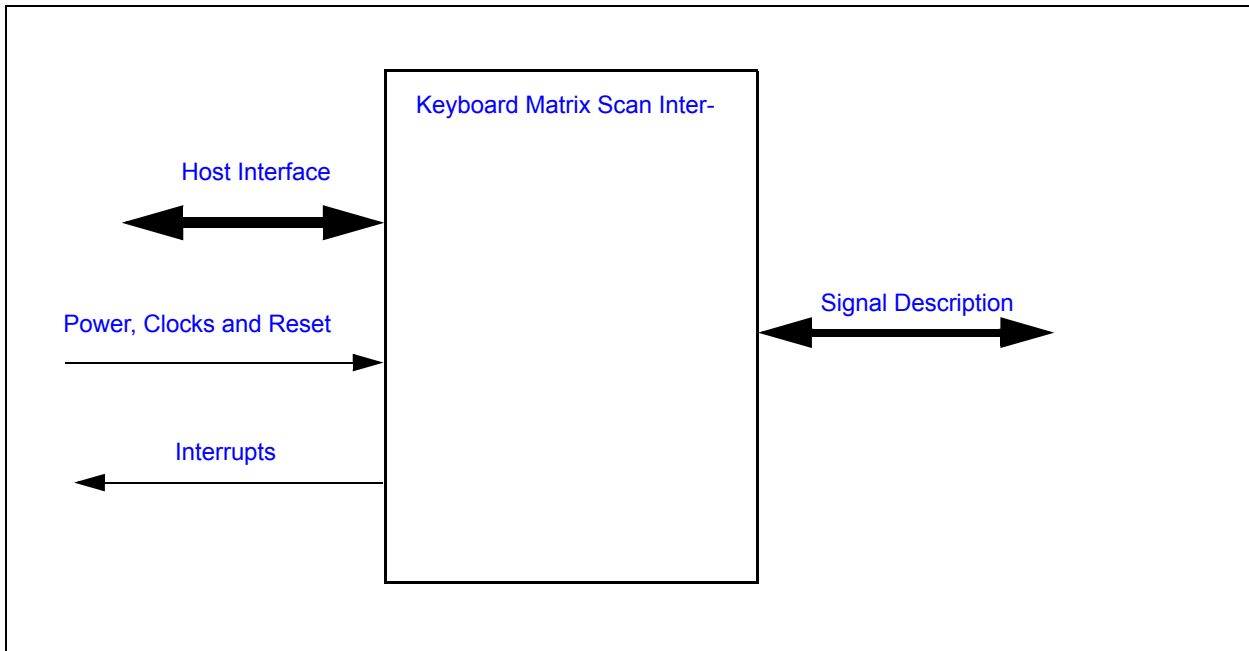 Keyboard Matrix Scan Inter-
Host Interface
Signal Description
Power, Clocks and Reset
Interrupts